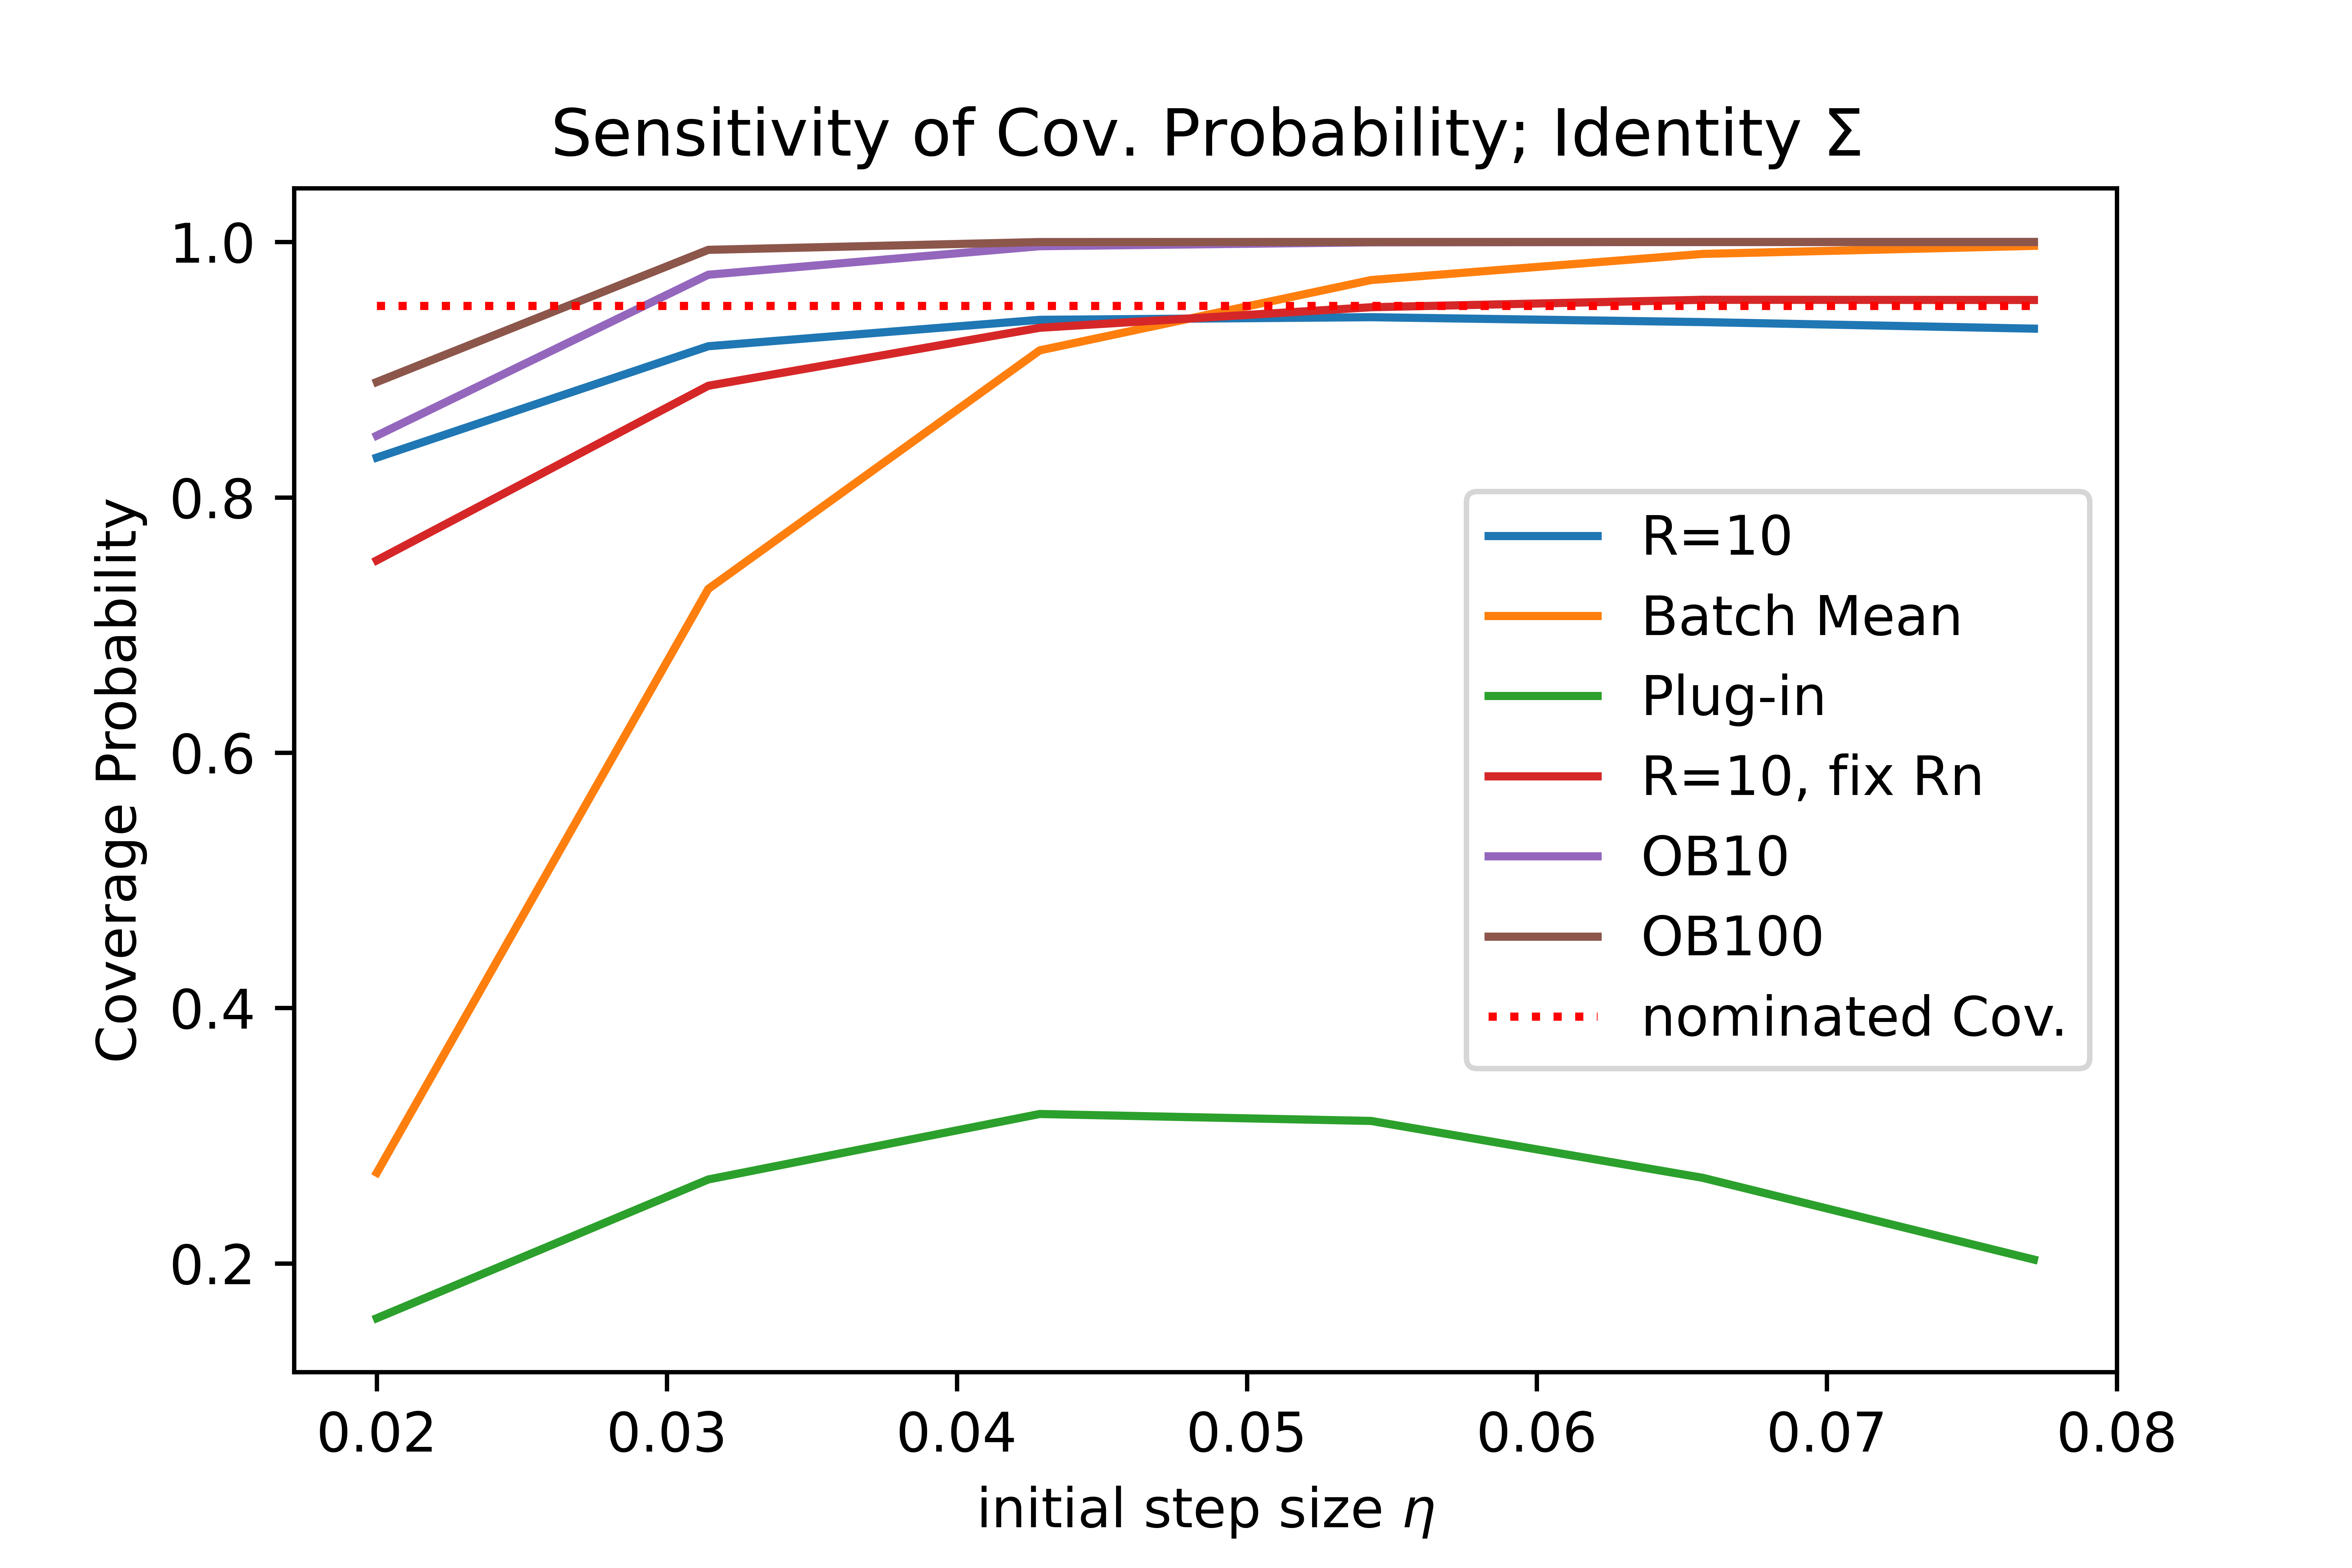 Sensitivity of Cov. Probability; Identity Σ
Coverage Probability
1.0
0.8
0.6
0.4
0.2
R=10
Batch Mean
Plug-in
R=10, fix Rn
OB10
OB100
nominated Cov.
0.02 0.03 0.04 0.05 0.06 0.07 0.08
initial step size η